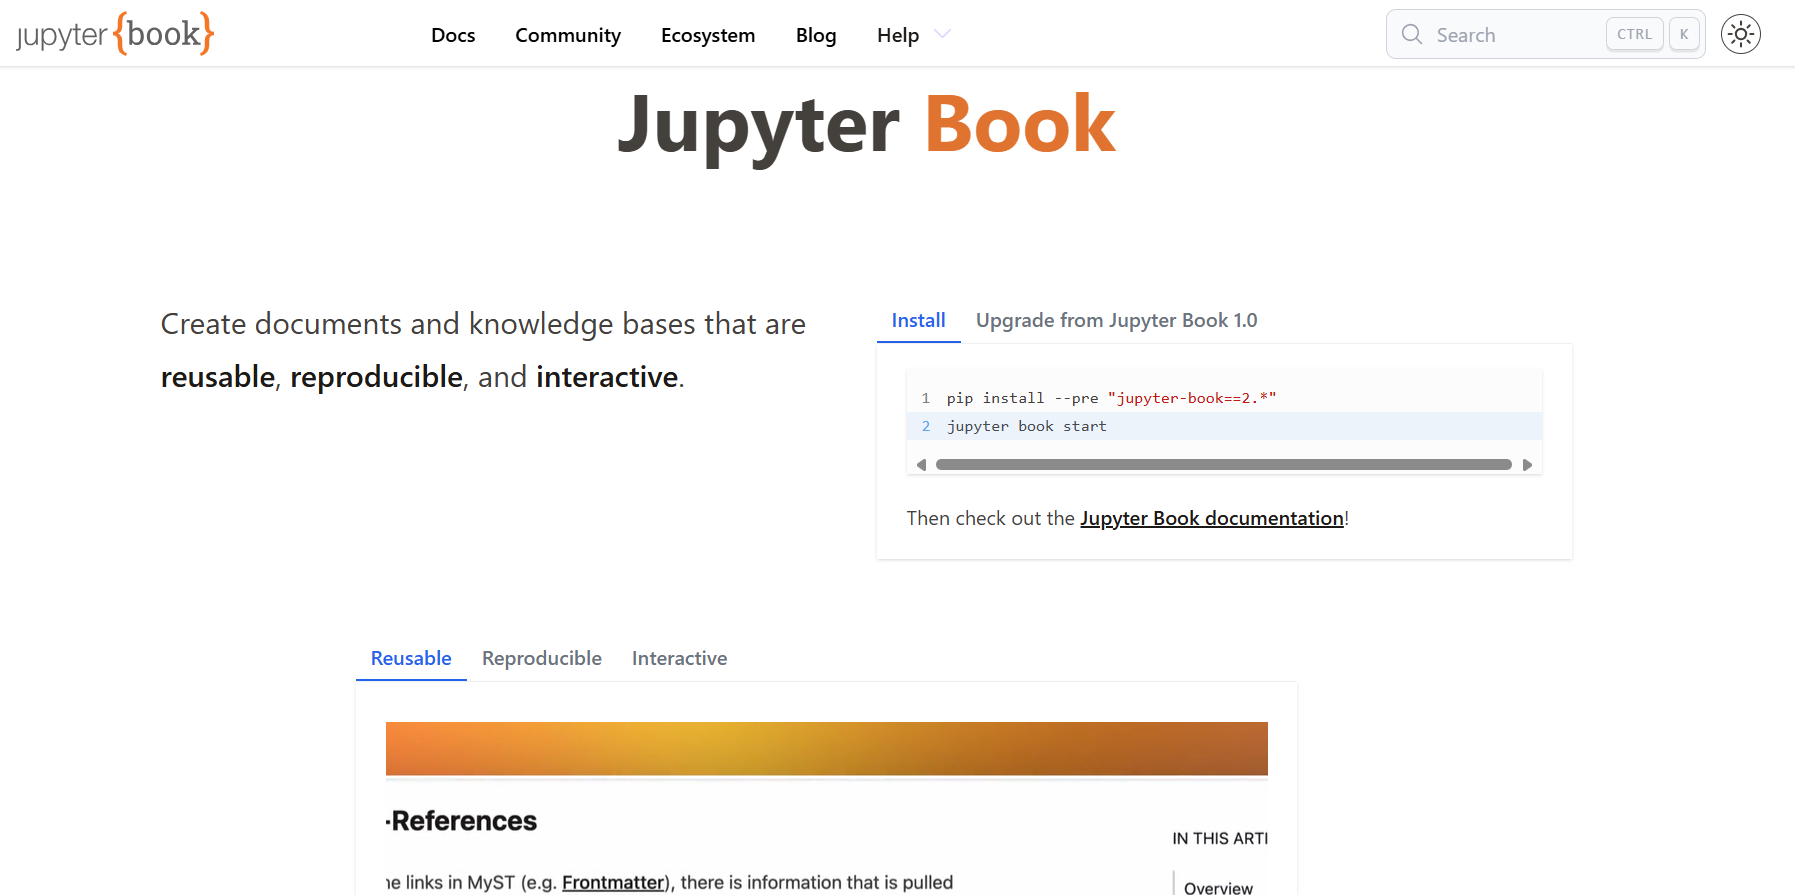 jupyter {book}
Docs Community Ecosystem Blog Help
Search CTRL K
Jupyter Book
Create documents and knowledge bases that are
reusable, reproducible, and interactive.
Install Upgrade from Jupyter Book 1.0
1 pip install --pre "jupyter-book==2.*"
2 jupyter book start
Then check out the Jupyter Book documentation!
Reusable Reproducible Interactive
-References
IN THIS ARTI
he links in MyST (e.g. Frontmatter), there is information that is pulled
Overview